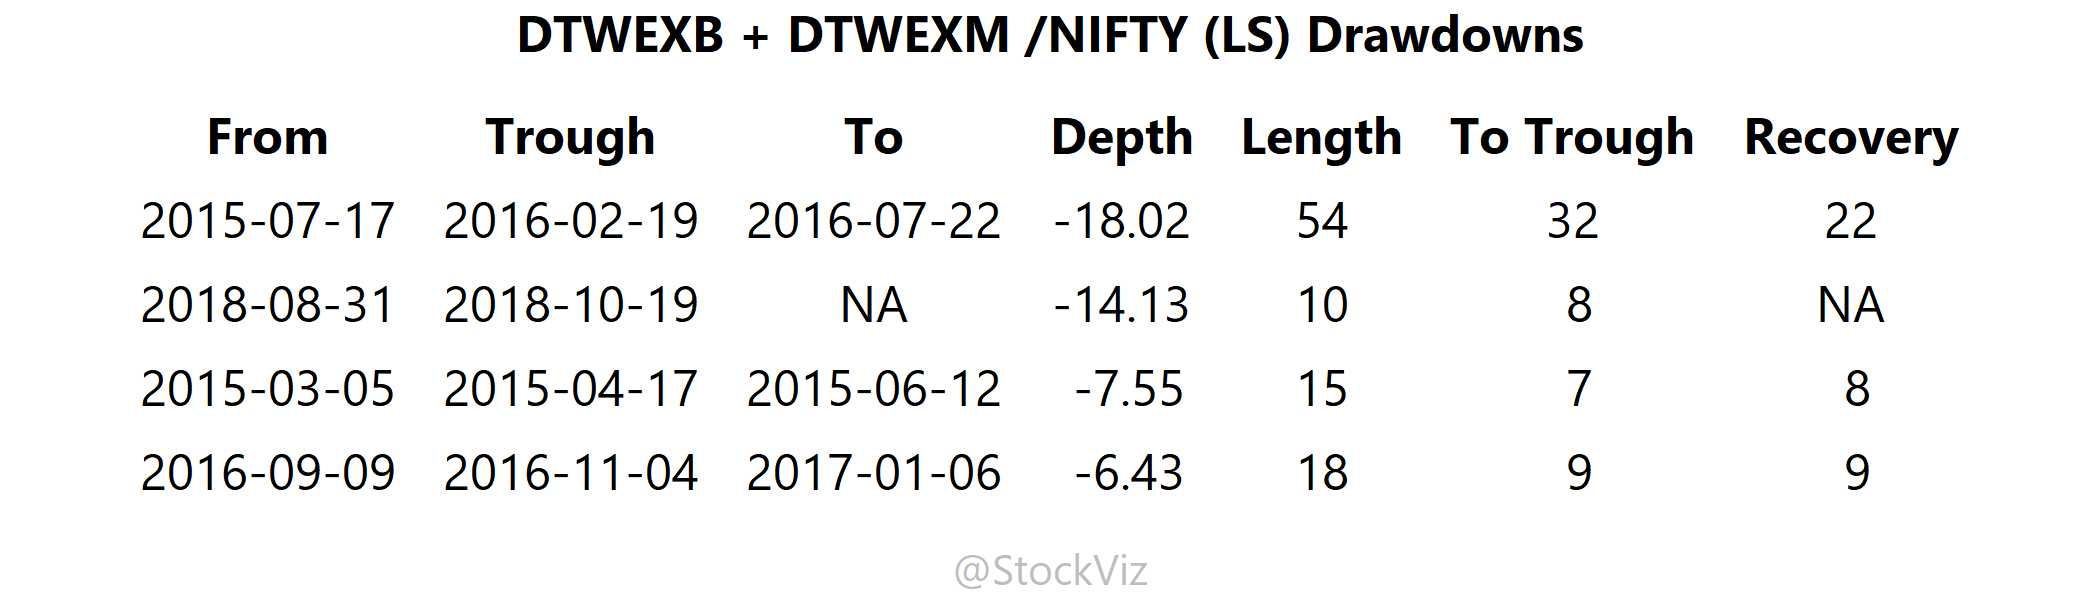 DTWEXB + DTWEXM /NIFTY (LS) Drawdowns
From Trough To Depth Length To Trough Recovery
2015-07-17 2016-02-19 2016-07-22 -18.02 54 32 22
2018-08-31 2018-10-19 NA -14.13 10 8 NA
2015-03-05 2015-04-17 2015-06-12 -7.55 15 7 8
2016-09-09 2016-11-04 2017-01-06 -6.43 18 9 9
@StockViz